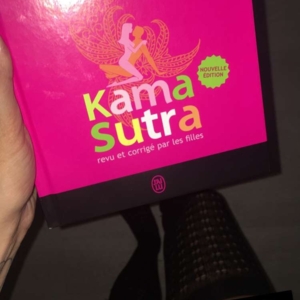 NOUVELLE
ÉDITION
Kama
Sutra
revu et corrigé par les filles